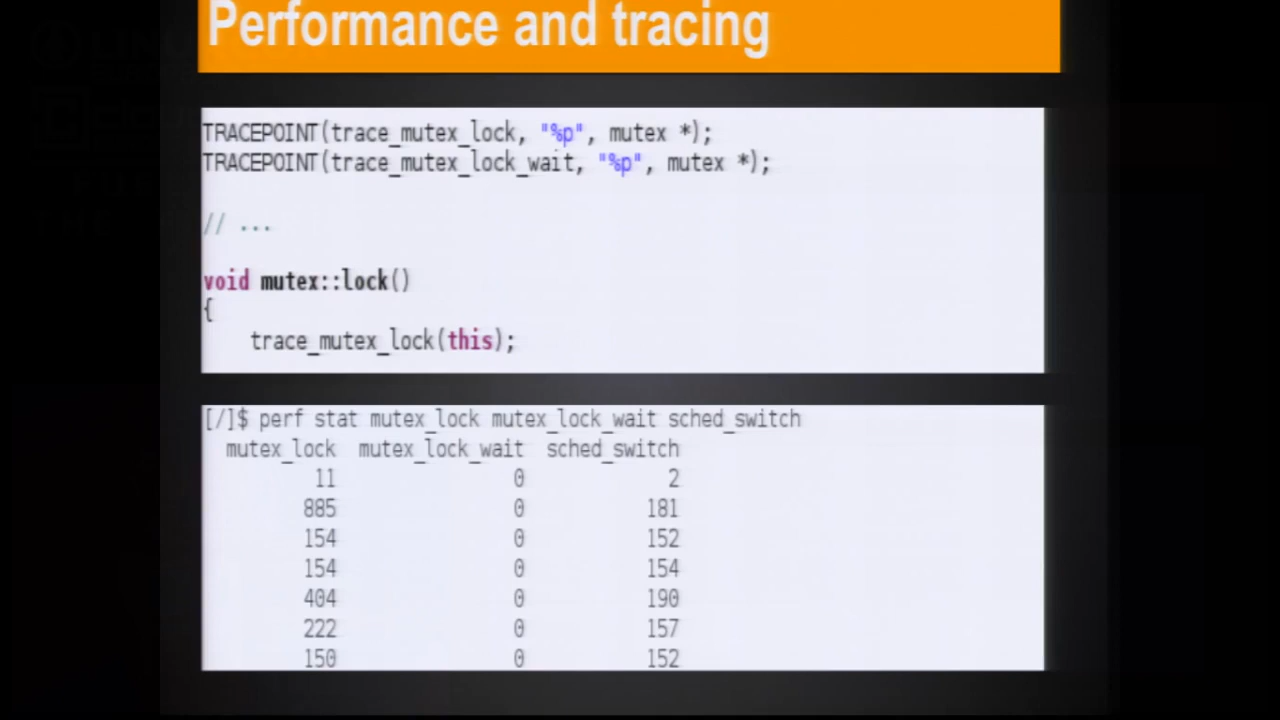 Performance and tracing
TRACEPOINT(trace_mutex_lock, "%p", mutex *);
TRACEPOINT(trace_mutex_lock_wait, "%p", mutex *);
// ...
void mutex::lock()
{
    trace_mutex_lock(this);
[/]$ perf stat mutex_lock mutex_lock_wait sched_switch
mutex_lock mutex_lock_wait sched_switch
11 0 2
885 0 181
154 0 152
154 0 154
404 0 190
222 0 157
150 0 152